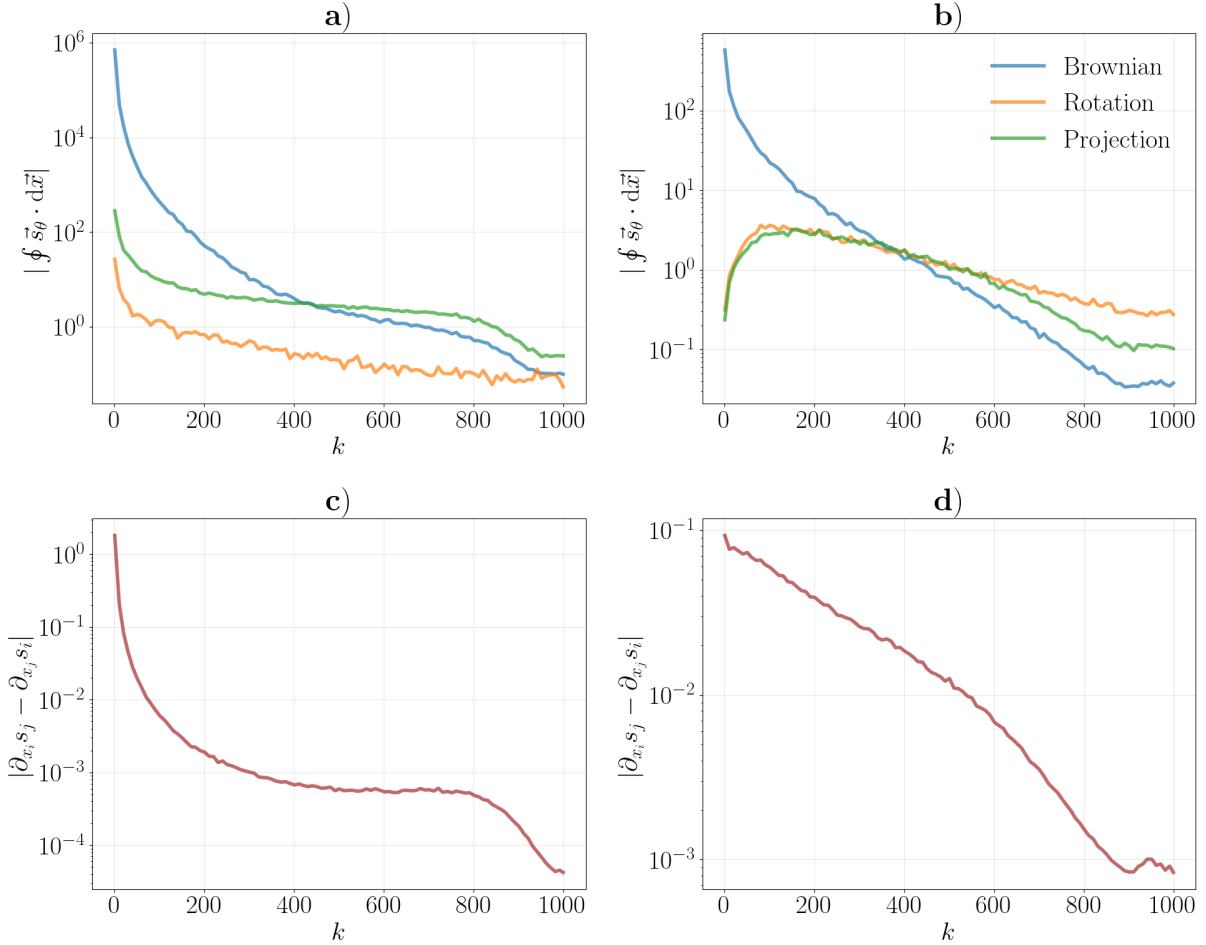 a)
b)
|∮ s⃗_θ · dx⃗|
10^6
10^4
10^2
10^0
0 200 400 600 800 1000
k
|∮ s⃗_θ · dx⃗|
10^2
10^1
10^0
10^−1
Brownian
Rotation
Projection
0 200 400 600 800 1000
k
c)
d)
|∂_{x_i} s_j − ∂_{x_j} s_i|
10^0
10^−1
10^−2
10^−3
10^−4
0 200 400 600 800 1000
k
|∂_{x_i} s_j − ∂_{x_j} s_i|
10^−1
10^−2
10^−3
0 200 400 600 800 1000
k